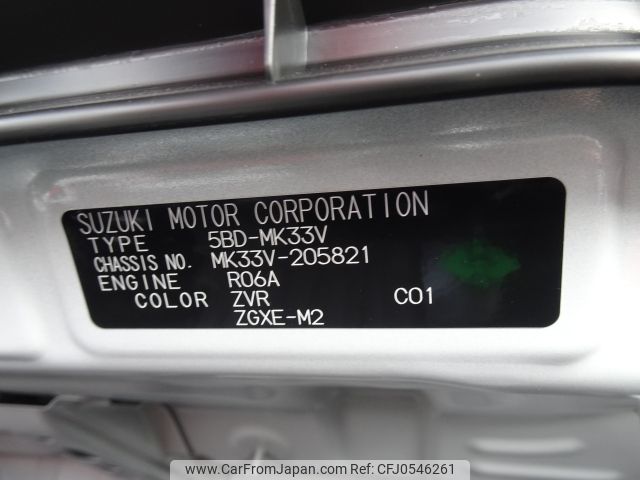 SUZUKI MOTOR CORPORATION
TYPE 5BD-MK33V
CHASSIS NO. MK33V-205821
ENGINE R06A
COLOR ZVR C01
ZGXE-M2
www.CarFromJapan.com Ref:CFJ0546261